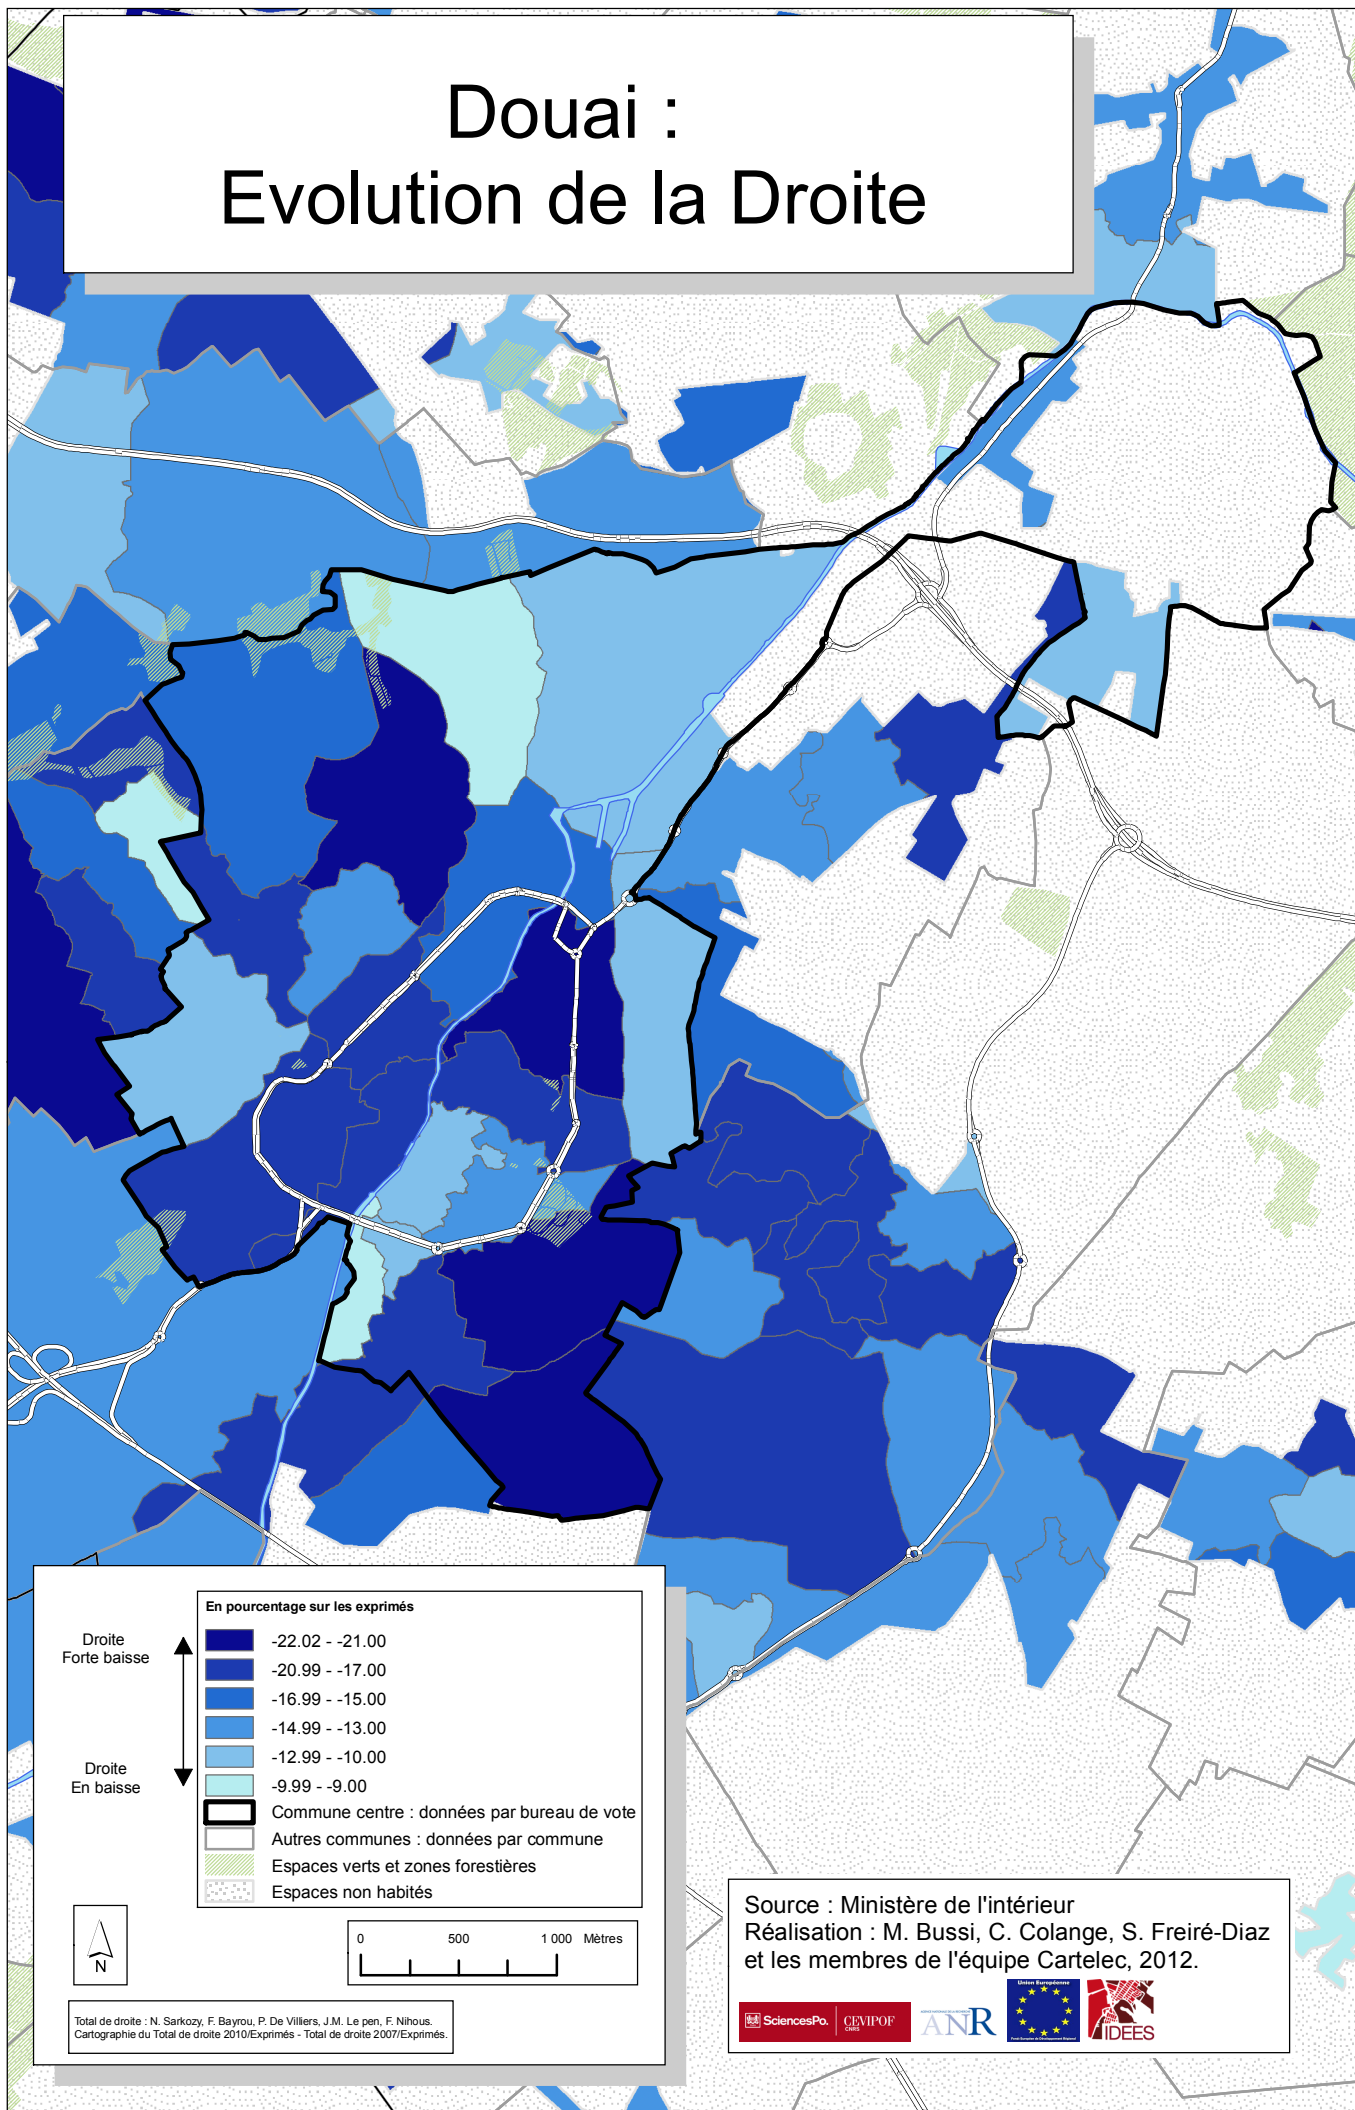 Douai :
Evolution de la Droite
En pourcentage sur les exprimés
Droite
Forte baisse
Droite
En baisse
-22.02 - -21.00
-20.99 - -17.00
-16.99 - -15.00
-14.99 - -13.00
-12.99 - -10.00
-9.99 - -9.00
Commune centre : données par bureau de vote
Autres communes : données par commune
Espaces verts et zones forestières
Espaces non habités
N
0 500 1 000 Mètres
Total de droite : N. Sarkozy, F. Bayrou, P. De Villiers, J.M. Le pen, F. Nihous.
Cartographie du Total de droite 2010/Exprimés - Total de droite 2007/Exprimés.
Source : Ministère de l'intérieur
Réalisation : M. Bussi, C. Colange, S. Freiré-Diaz
et les membres de l'équipe Cartelec, 2012.
SciencesPo.
CEVIPOF
CNRS
ANR
Union Européenne
IDEES